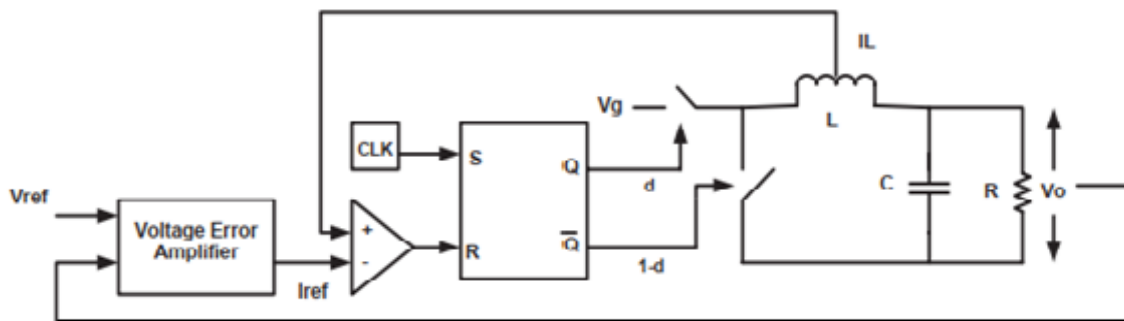 IL
Vg
L
CLK
S
Q
d
C
R
Vo
Vref
Voltage Error
Amplifier
+
-
R
Q̅
1-d
Iref